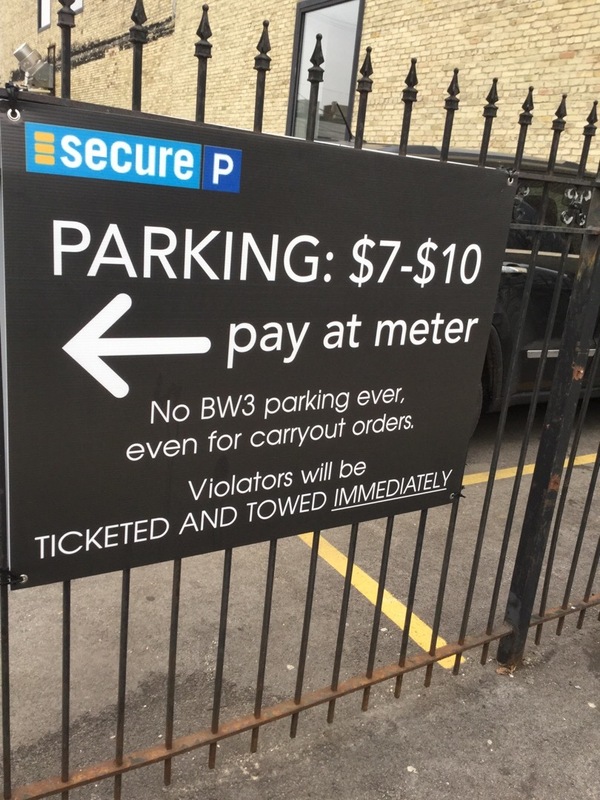 secure P
PARKING: $7-$10
pay at meter
No BW3 parking ever,
even for carryout orders.
Violators will be
TICKETED AND TOWED IMMEDIATELY